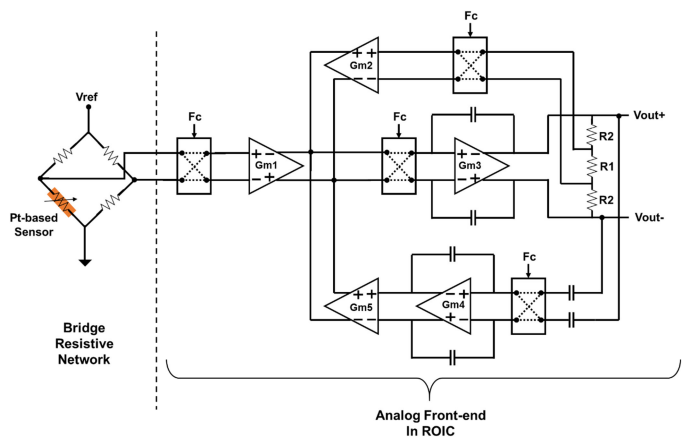 Fc
Gm2
Vref
Fc
Fc
Vout+
Gm1
Gm3
R2
R1
R2
Vout-
Pt-based
Sensor
Fc
Gm5
Gm4
Bridge
Resistive
Network
Analog Front-end
In ROIC